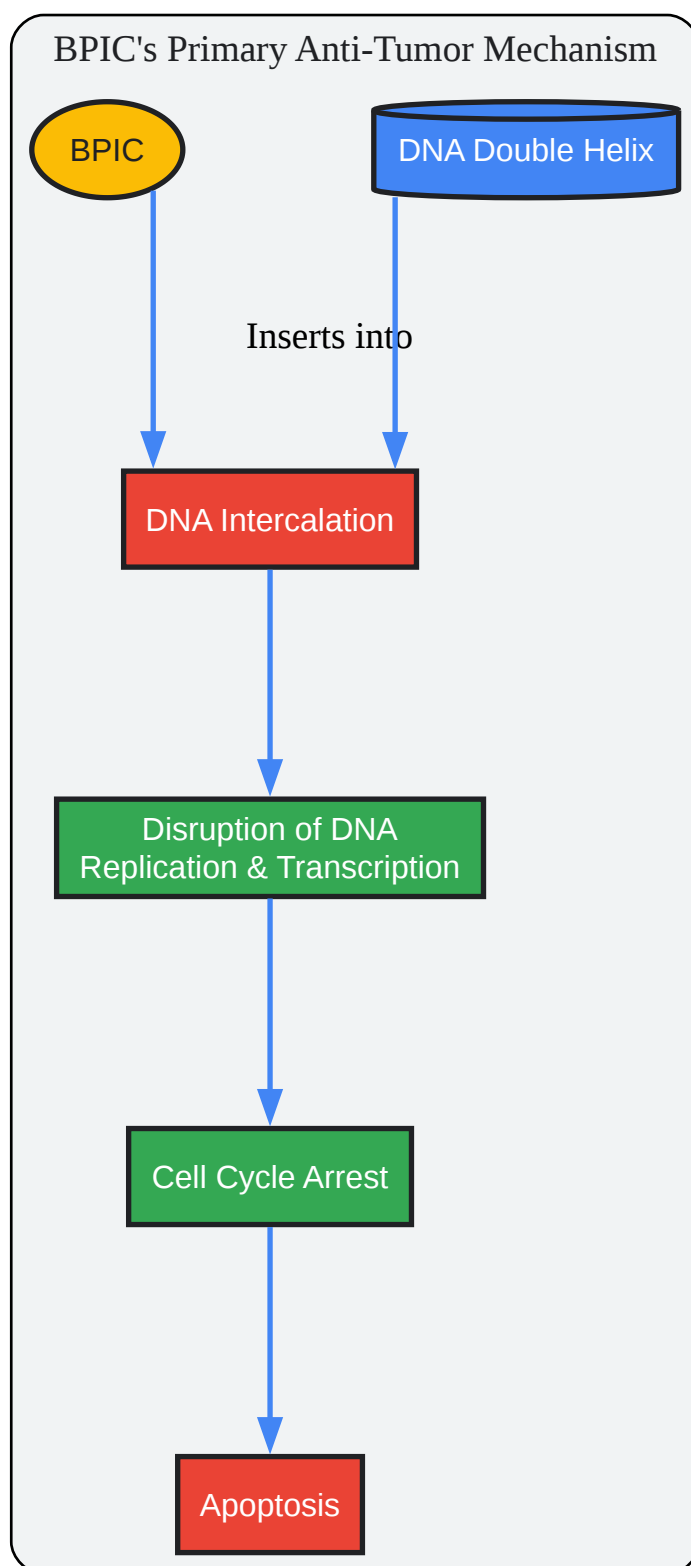 BPIC's Primary Anti-Tumor Mechanism
BPIC
DNA Double Helix
Inserts into
DNA Intercalation
Disruption of DNA
Replication & Transcription
Cell Cycle Arrest
Apoptosis